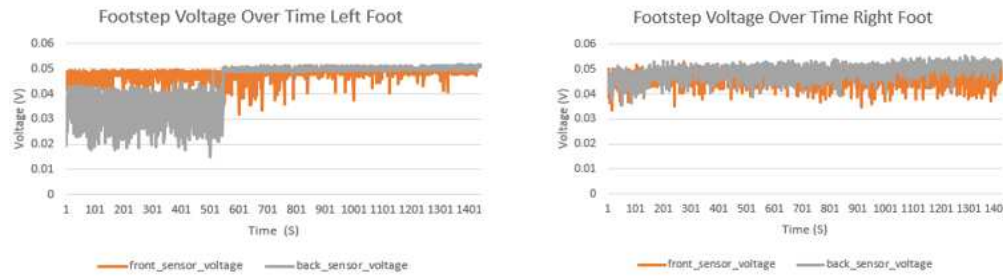 Footstep Voltage Over Time Left Foot
Voltage (V)
0.06
0.05
0.04
0.03
0.02
0.01
0
1 101 201 301 401 501 601 701 801 901 1001 1101 1201 1301 1401
Time (S)
front_sensor_voltage back_sensor_voltage
Footstep Voltage Over Time Right Foot
Voltage (V)
0.06
0.05
0.04
0.03
0.02
0.01
0
1 101 201 301 401 501 601 701 801 901 1001 1101 1201 1301 140
Time (S)
front_sensor_voltage back_sensor_voltage